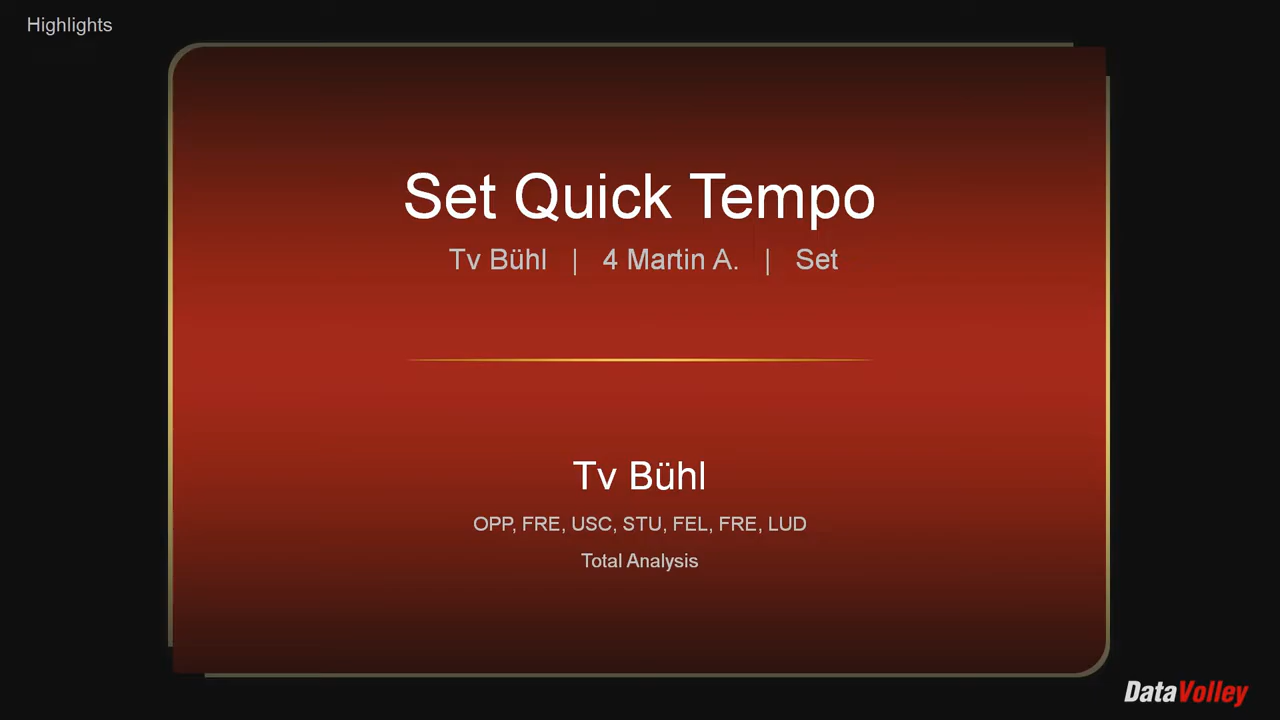 Highlights
Set Quick Tempo
Tv Bühl | 4 Martin A. | Set
Tv Bühl
OPP, FRE, USC, STU, FEL, FRE, LUD
Total Analysis
DataVolley